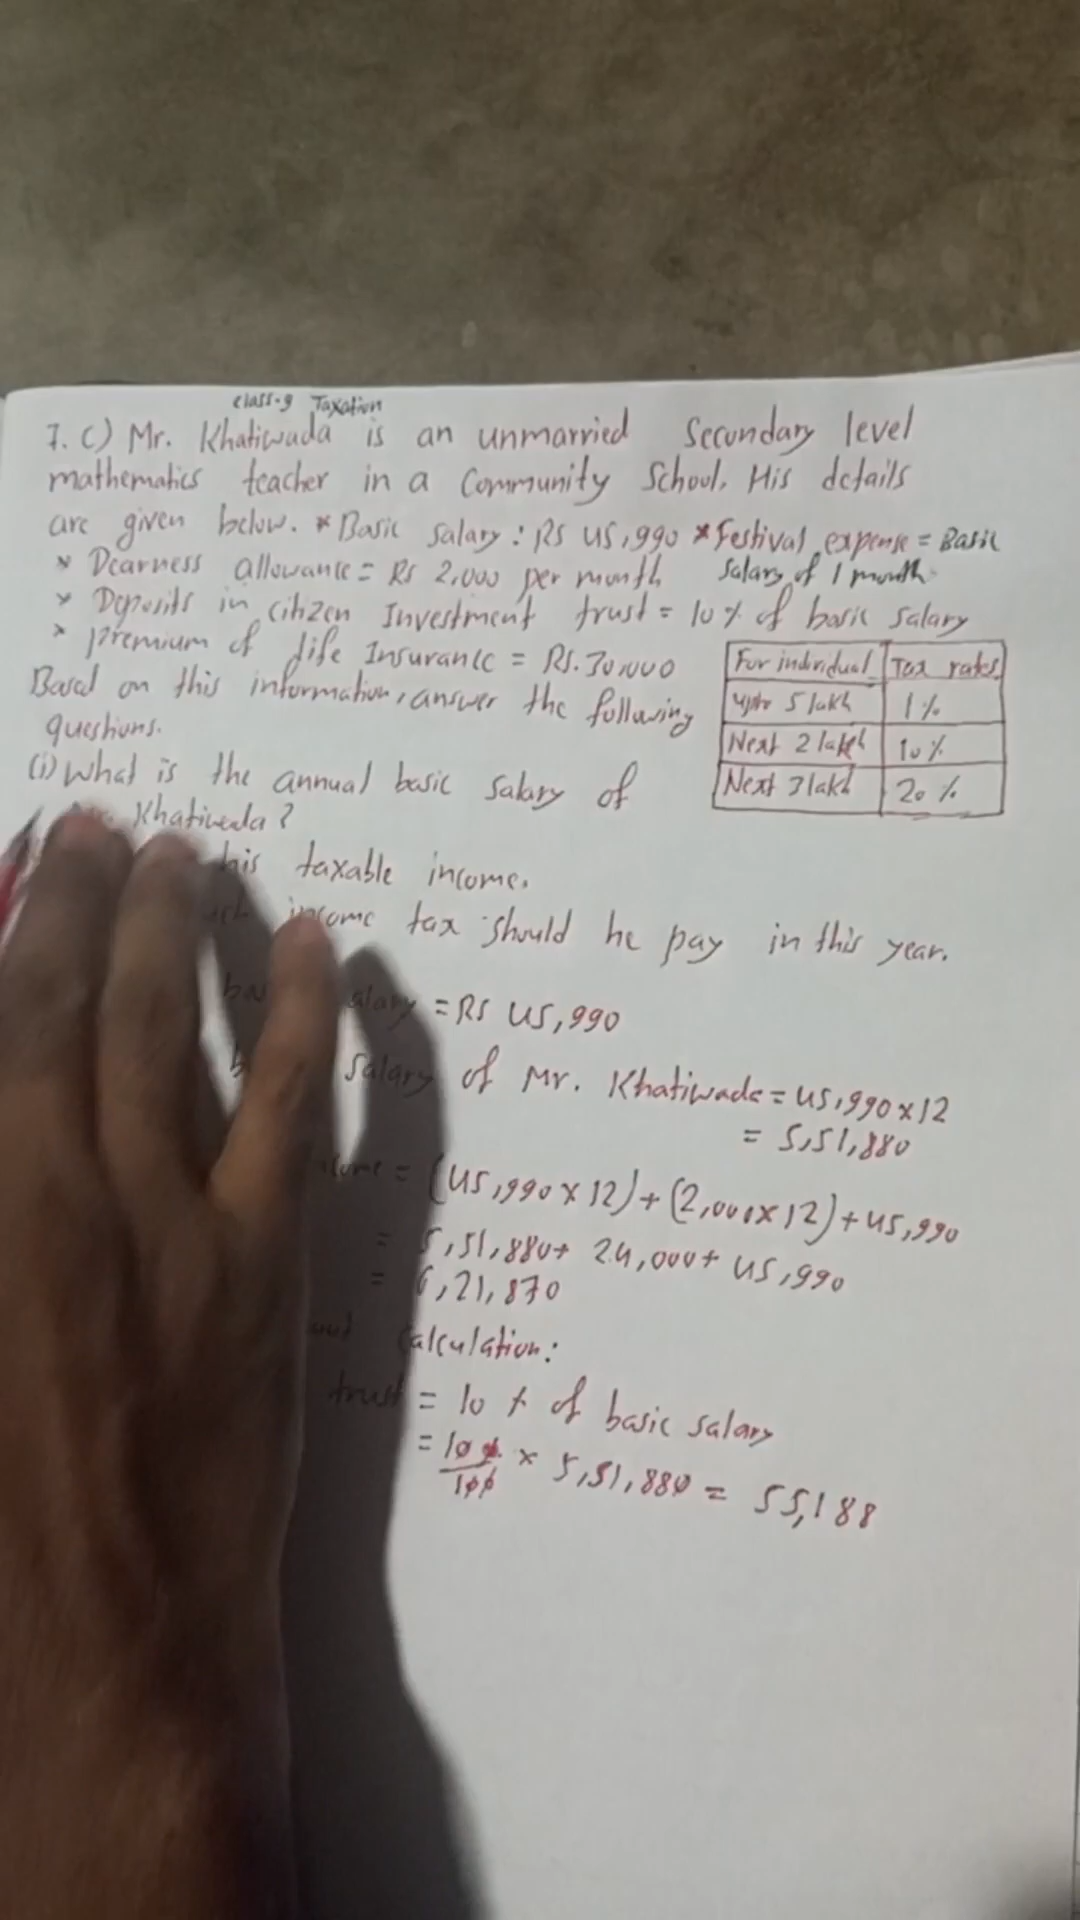 class-9 Taxation
7. c) Mr. Khatiwada is an unmarried Secondary level
mathematics teacher in a Community School. His details
are given below. * Basic salary: Rs 45,990 * Festival expense = Basic
* Dearness allowance = Rs 2,000 per month salary of 1 month
* Deposits in citizen Investment trust = 10% of basic salary
* premium of life Insurance = Rs. 30,000
For individual Tax rates
upto 5 lakh 1%
Next 2 lakh 10%
Next 3 lakh 20%
Based on this information, answer the following
questions.
(i) What is the annual basic salary of
Khatiwada?
his taxable income.
income tax should he pay in this year.
salary = Rs 45,990
salary of Mr. Khatiwada = 45,990 x 12
= 5,51,880
= (45,990 x 12) + (2,000 x 12) + 45,990
= 5,51,880 + 24,000 + 45,990
= 6,21,870
calculation:
trust = 10 % of basic salary
= 10/100 x 5,51,880 = 55,188